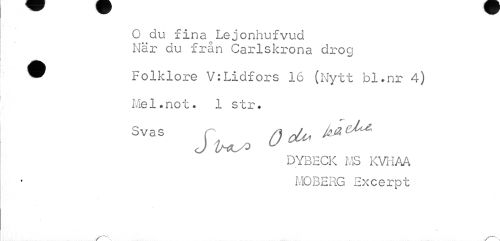 O du fina Lejonhufvud
När du från Carlskrona drog
Folklore V:Lidfors 16 (Nytt bl.nr 4)
Mel.not. 1 str.
Svas
Svas O du käcka
DYBECK MS KVHAA
MOBERG Excerpt